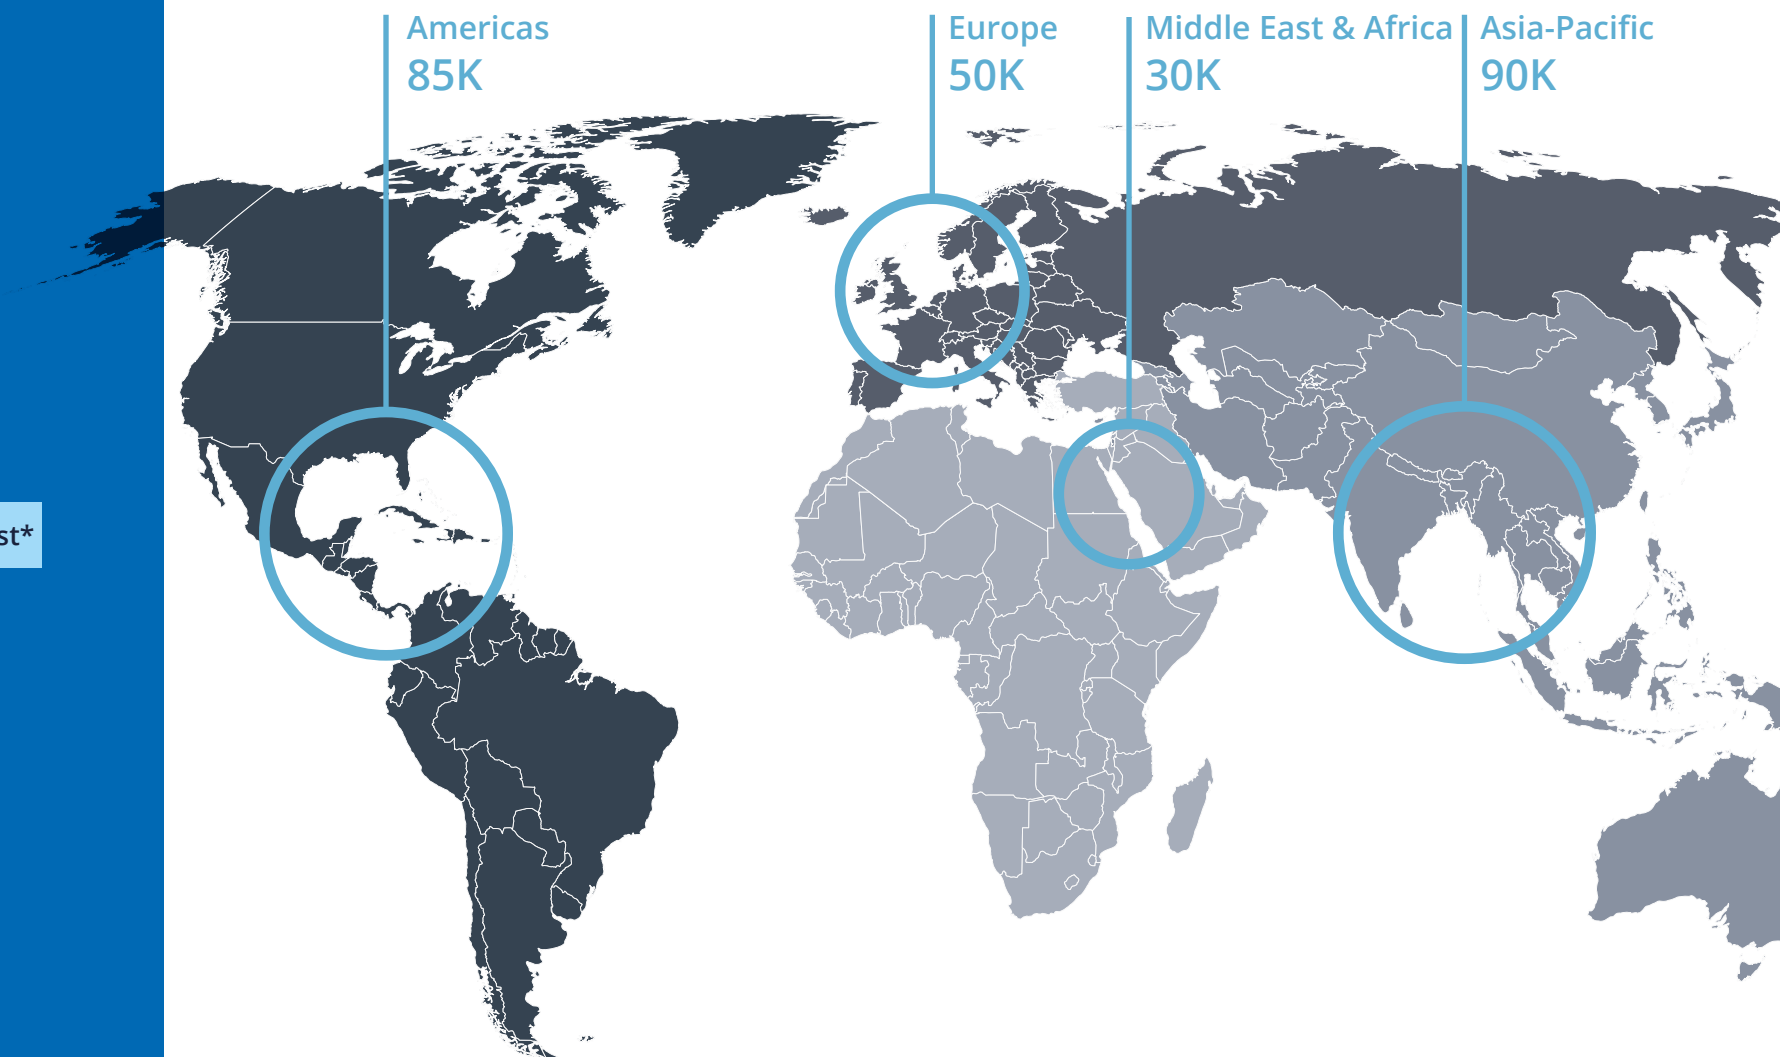 Americas
85K
Europe
50K
Middle East & Africa
30K
Asia-Pacific
90K
st*